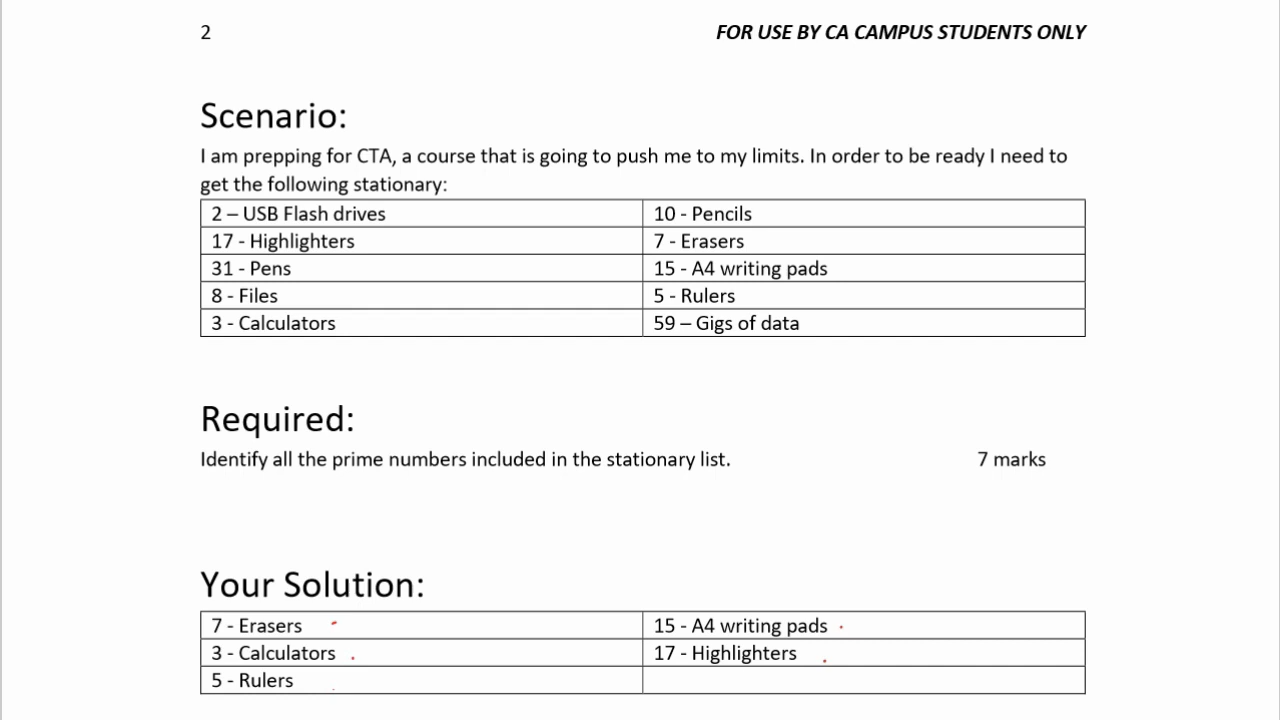 2 FOR USE BY CA CAMPUS STUDENTS ONLY
Scenario:
I am prepping for CTA, a course that is going to push me to my limits. In order to be ready I need to
get the following stationary:
2 – USB Flash drives 10 - Pencils
17 - Highlighters 7 - Erasers
31 - Pens 15 - A4 writing pads
8 - Files 5 - Rulers
3 - Calculators 59 – Gigs of data
Required:
Identify all the prime numbers included in the stationary list. 7 marks
Your Solution:
7 - Erasers 15 - A4 writing pads
3 - Calculators 17 - Highlighters
5 - Rulers